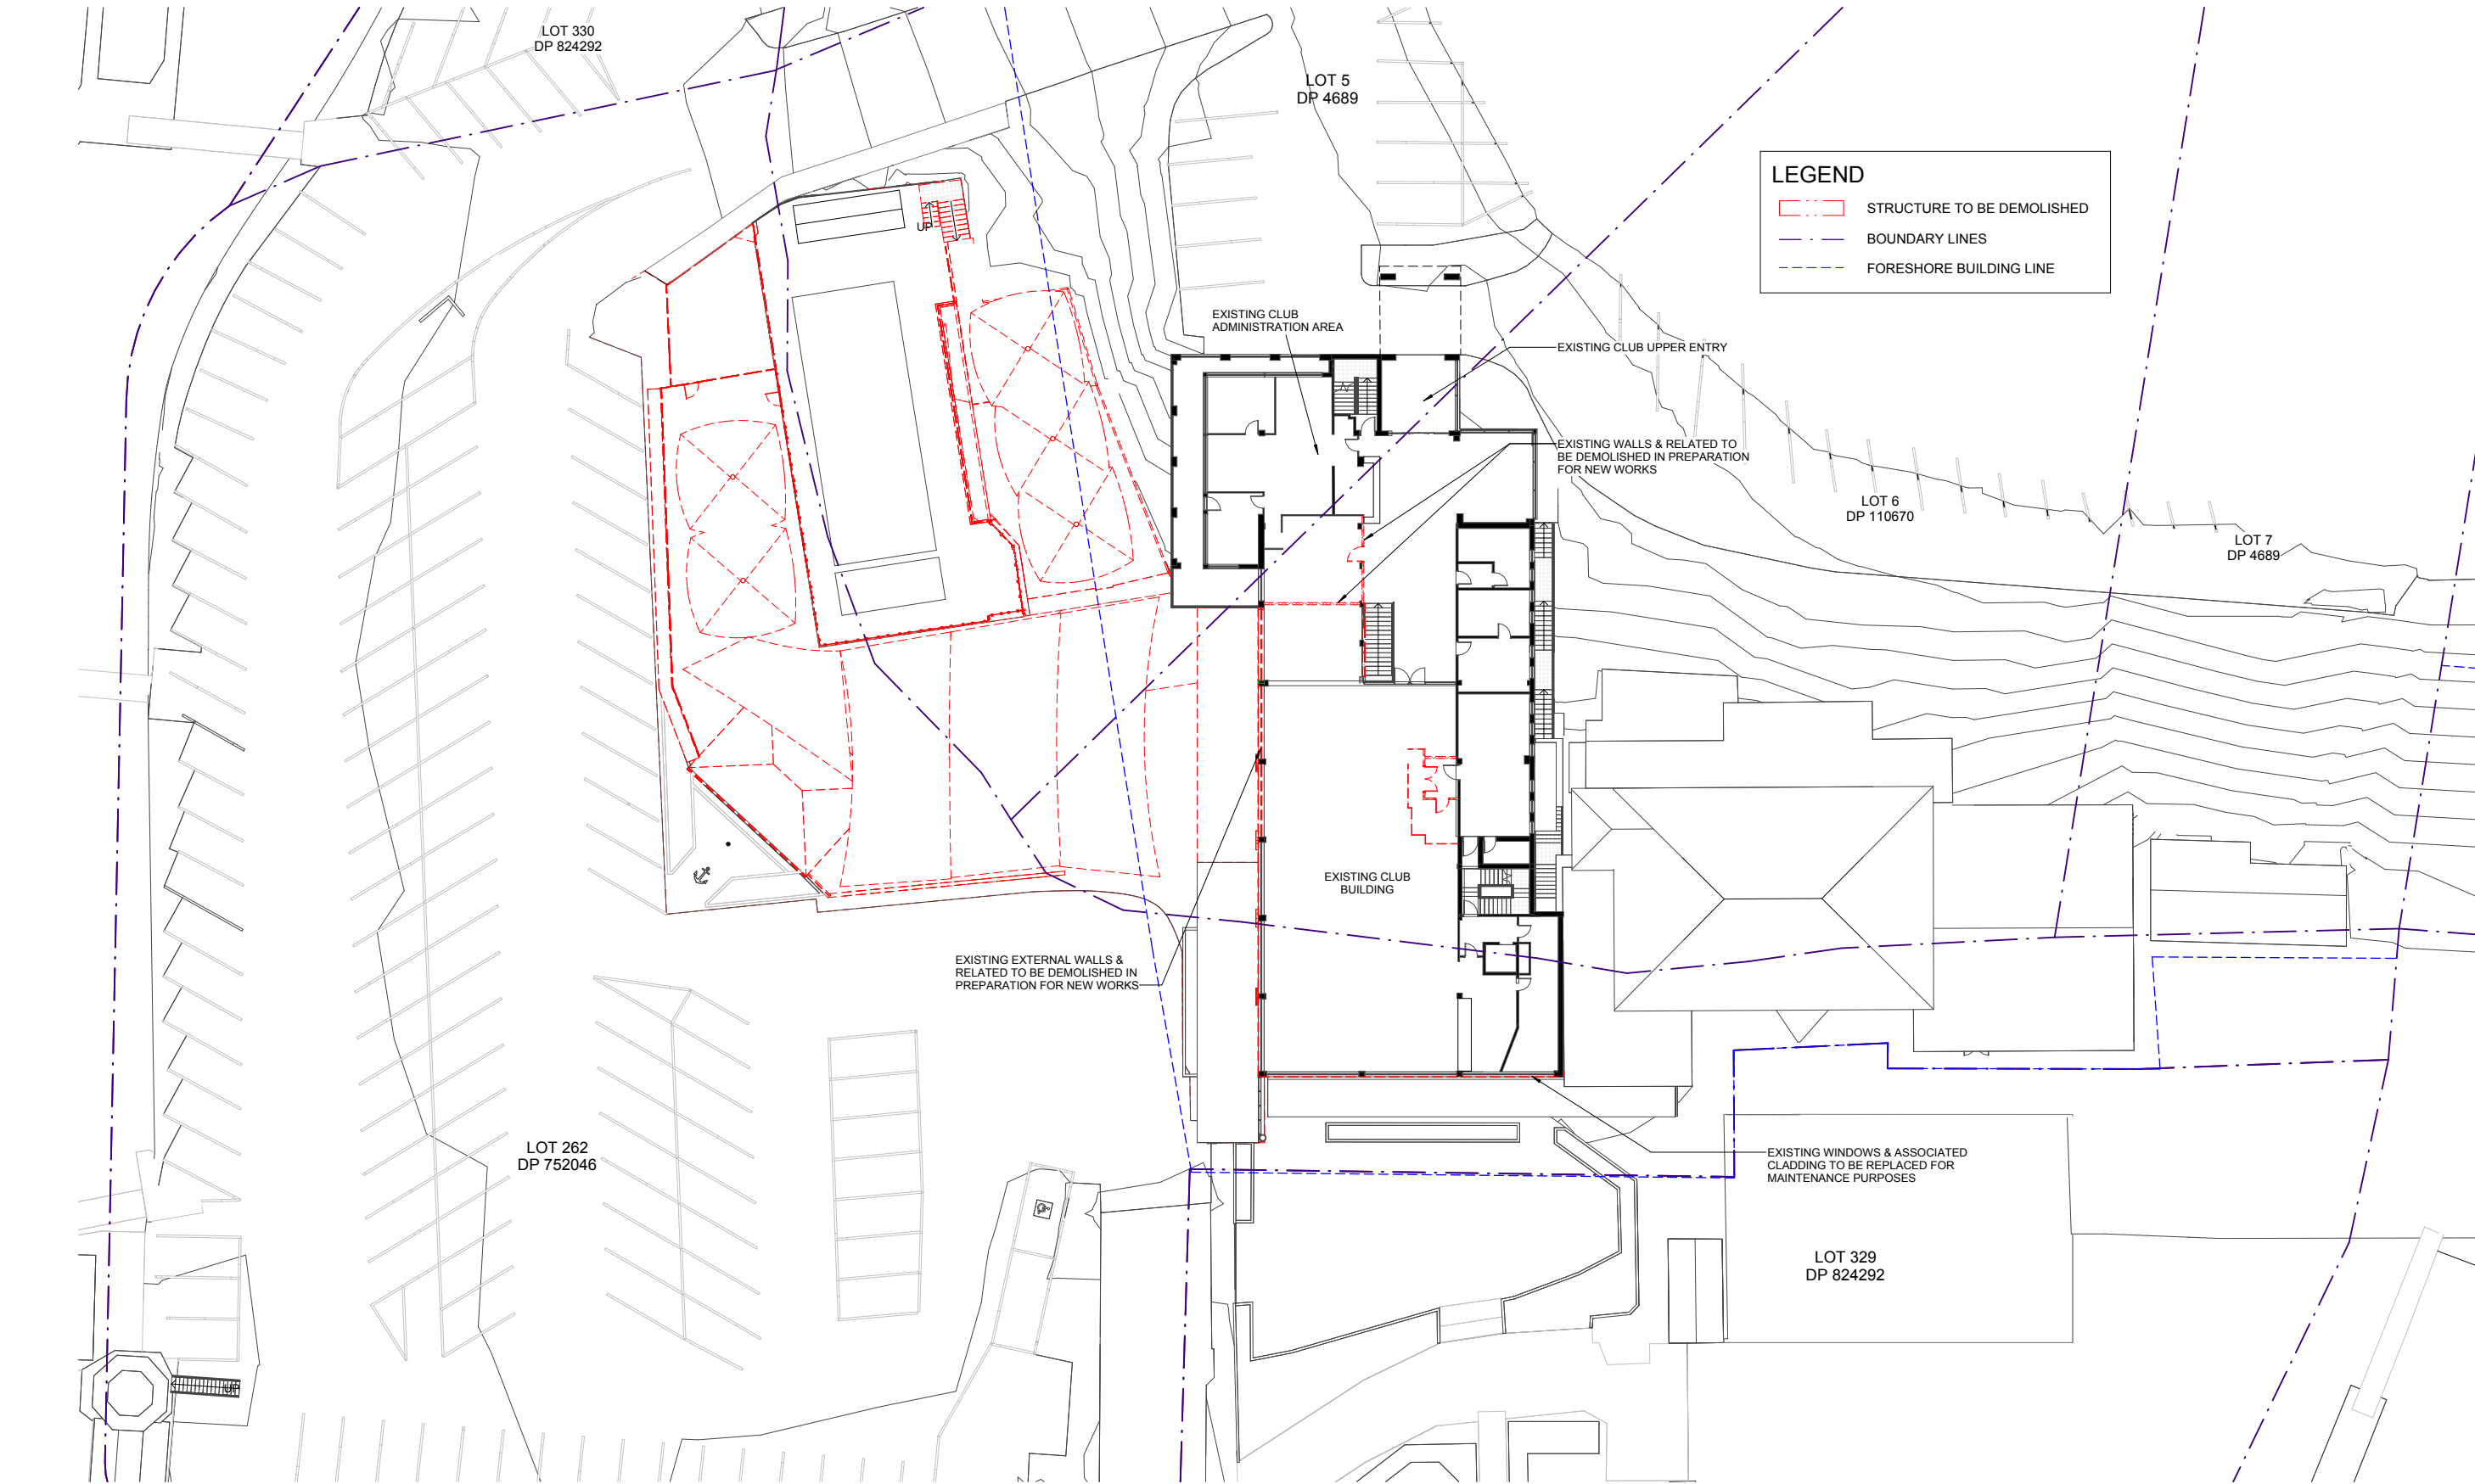 LOT 330
DP 824292
LOT 5
DP 4689
LEGEND
STRUCTURE TO BE DEMOLISHED
BOUNDARY LINES
FORESHORE BUILDING LINE
UP
EXISTING CLUB
ADMINISTRATION AREA
EXISTING CLUB UPPER ENTRY
EXISTING WALLS & RELATED TO
BE DEMOLISHED IN PREPARATION
FOR NEW WORKS
LOT 6
DP 110670
LOT 7
DP 4689
EXISTING CLUB
BUILDING
EXISTING EXTERNAL WALLS &
RELATED TO BE DEMOLISHED IN
PREPARATION FOR NEW WORKS
LOT 262
DP 752046
EXISTING WINDOWS & ASSOCIATED
CLADDING TO BE REPLACED FOR
MAINTENANCE PURPOSES
LOT 329
DP 824292
UP